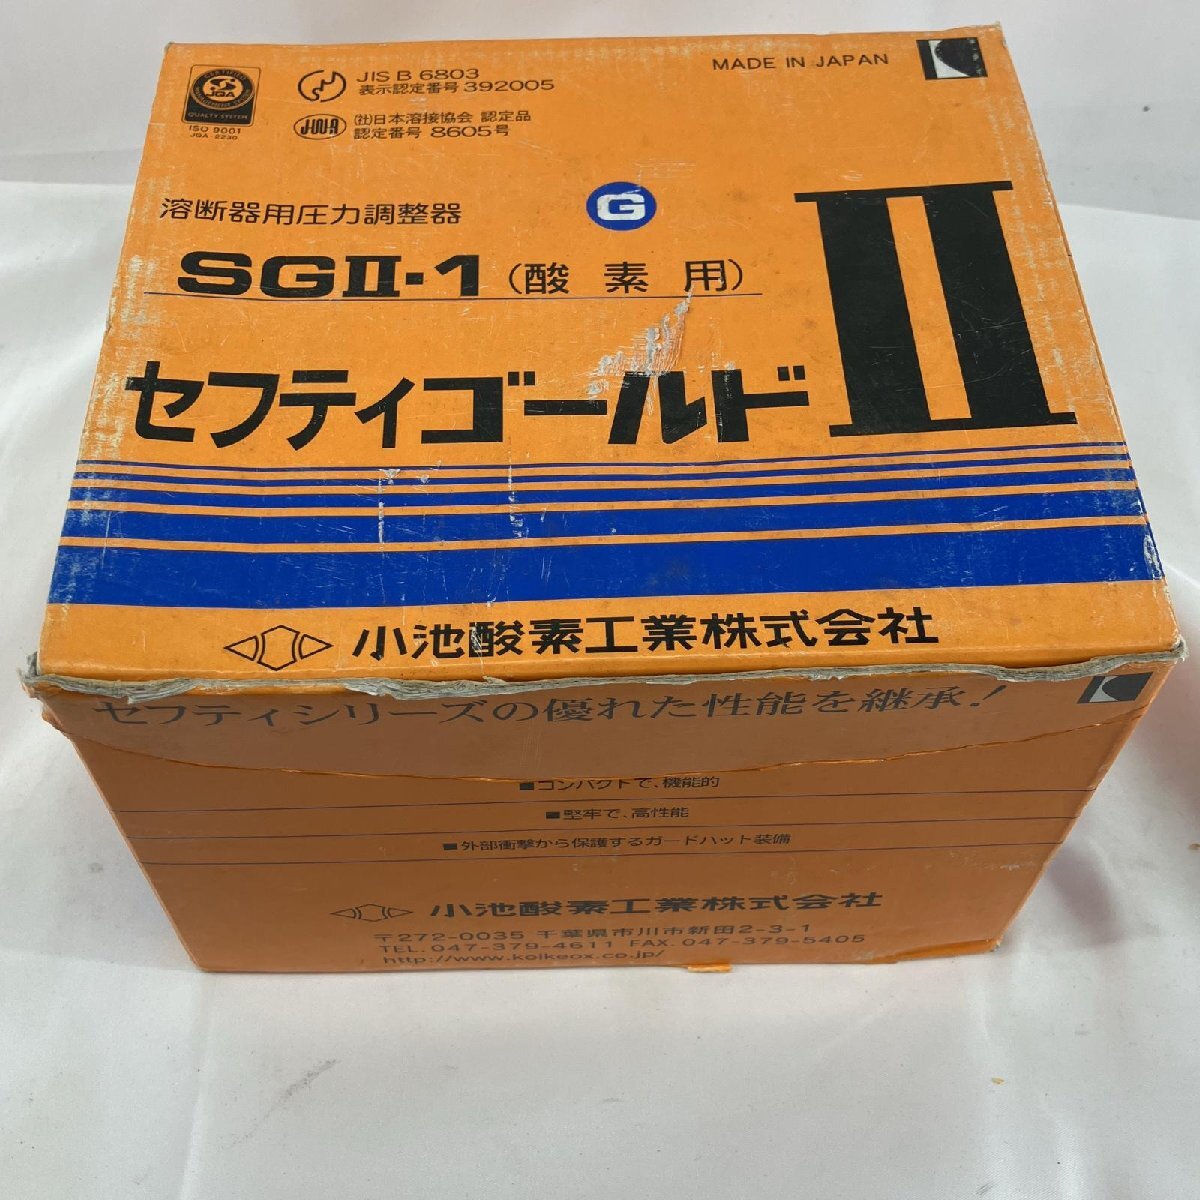 CERTIFIED
JQA
QUALITY SYSTEM
ISO 9001
JQA 2230
JIS B 6803
表示認定番号 392005
JWA
(社)日本溶接協会 認定品
認定番号 8605号
MADE IN JAPAN
溶断器用圧力調整器
G
SGⅡ·1 (酸素用)
セフティゴールド Ⅱ
小池酸素工業株式会社
セフティシリーズの優れた性能を継承!
■コンパクトで、機能的
■堅牢で、高性能
■外部衝撃から保護するガードハット装備
小池酸素工業株式会社
〒272-0035 千葉県市川市新田2-3-1
TEL. 047-379-4611 FAX. 047-379-5405
http://www.koikeox.co.jp/